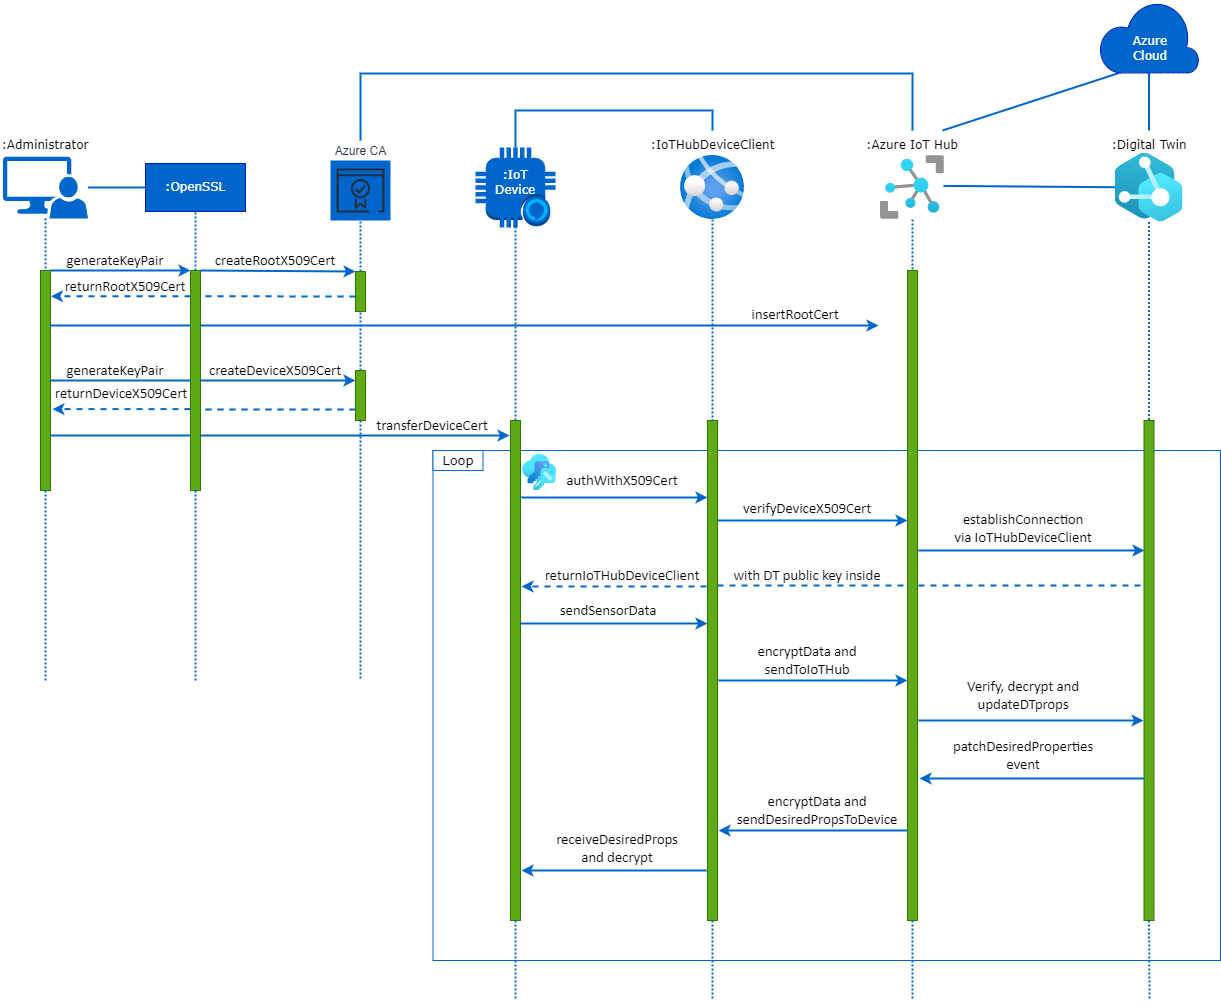 Azure
Cloud
:Administrator
Azure CA
:IoTHubDeviceClient
:Azure IoT Hub
:Digital Twin
:OpenSSL
:IoT
Device
generateKeyPair
createRootX509Cert
returnRootX509Cert
insertRootCert
generateKeyPair
createDeviceX509Cert
returnDeviceX509Cert
transferDeviceCert
Loop
authWithX509Cert
verifyDeviceX509Cert
establishConnection
via IoTHubDeviceClient
returnIoTHubDeviceClient
with DT public key inside
sendSensorData
encryptData and
sendToIoTHub
Verify, decrypt and
updateDTprops
patchDesiredProperties
event
encryptData and
sendDesiredPropsToDevice
receiveDesiredProps
and decrypt